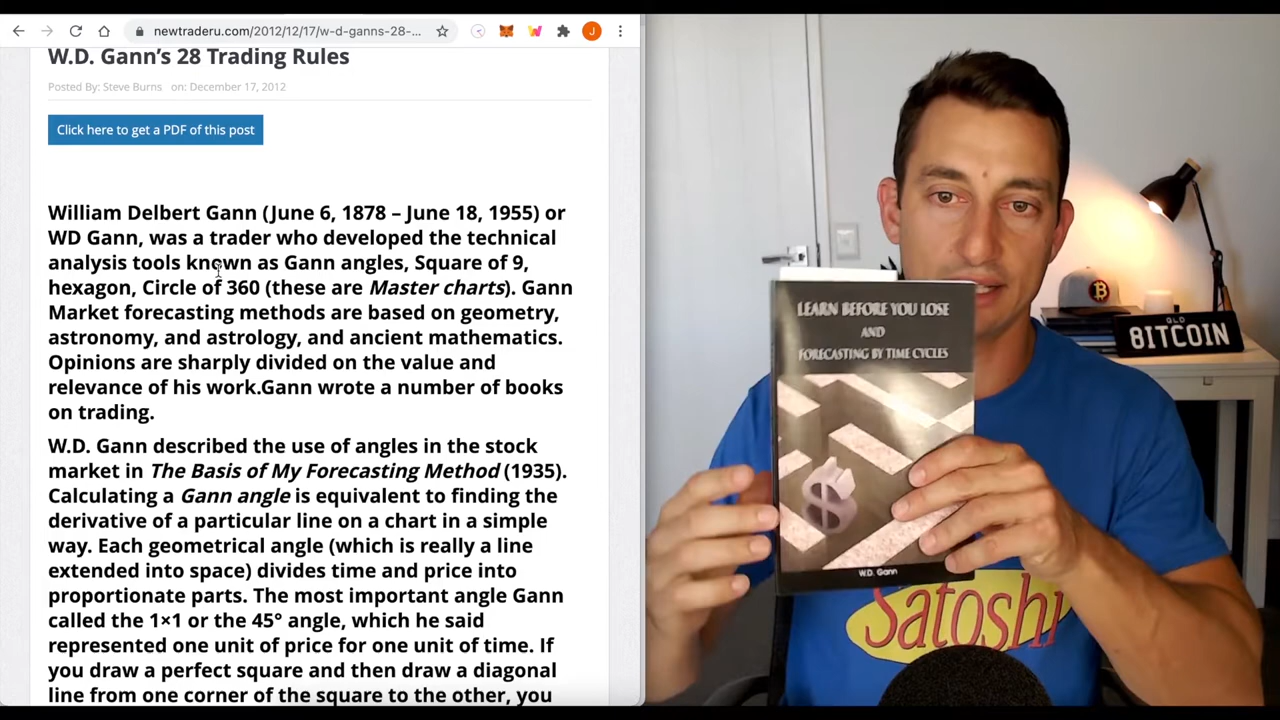 newtraderu.com/2012/12/17/w-d-ganns-28-...
J
W.D. Gann's 28 Trading Rules
Posted By: Steve Burns   on: December 17, 2012
Click here to get a PDF of this post
William Delbert Gann (June 6, 1878 – June 18, 1955) or
WD Gann, was a trader who developed the technical
analysis tools known as Gann angles, Square of 9,
hexagon, Circle of 360 (these are Master charts). Gann
Market forecasting methods are based on geometry,
astronomy, and astrology, and ancient mathematics.
Opinions are sharply divided on the value and
relevance of his work.Gann wrote a number of books
on trading.
W.D. Gann described the use of angles in the stock
market in The Basis of My Forecasting Method (1935).
Calculating a Gann angle is equivalent to finding the
derivative of a particular line on a chart in a simple
way. Each geometrical angle (which is really a line
extended into space) divides time and price into
proportionate parts. The most important angle Gann
called the 1×1 or the 45° angle, which he said
represented one unit of price for one unit of time. If
you draw a perfect square and then draw a diagonal
line from one corner of the square to the other, you
LEARN BEFORE YOU LOSE
AND
FORECASTING BY TIME CYCLES
$
W.D. Gann
QLD
8ITCOIN
Satoshi